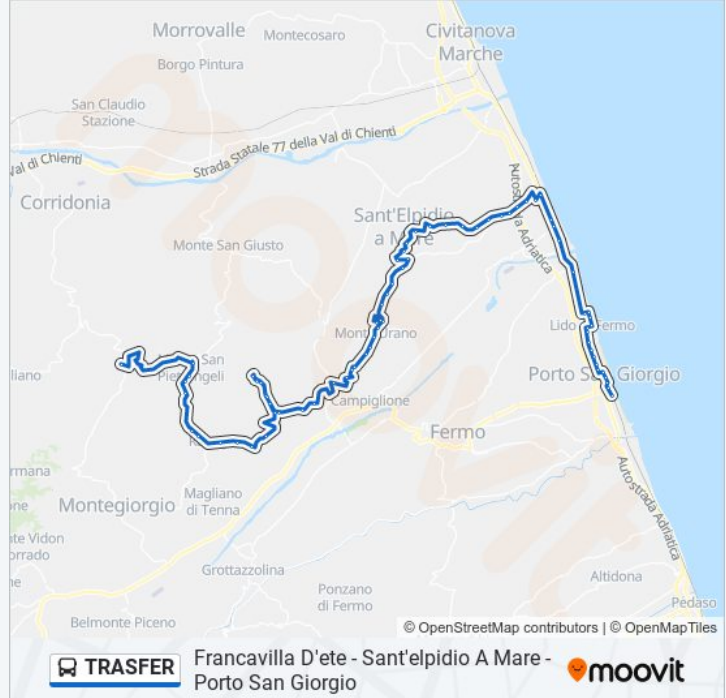 Morrovalle
Montecosaro
Civitanova
Marche
Borgo Pintura
San Claudio
Stazione
Strada Statale 77 della Val di Chienti
Val di Chienti
Autostrada Adriatica
Corridonia
Sant'Elpidio
a Mare
Monte San Giusto
Lido Fermo
San
Porto San Giorgio
Campiglione
Fermo
Magliano
di Tenna
Montegiorgio
Autostrada Adriatica
Grottazzolina
Ponzano
di Fermo
Altidona
Pedaso
Belmonte Piceno
© OpenStreetMap contributors | © OpenMapTiles
TRASFER
Francavilla D'ete - Sant'elpidio A Mare -
Porto San Giorgio
moovit